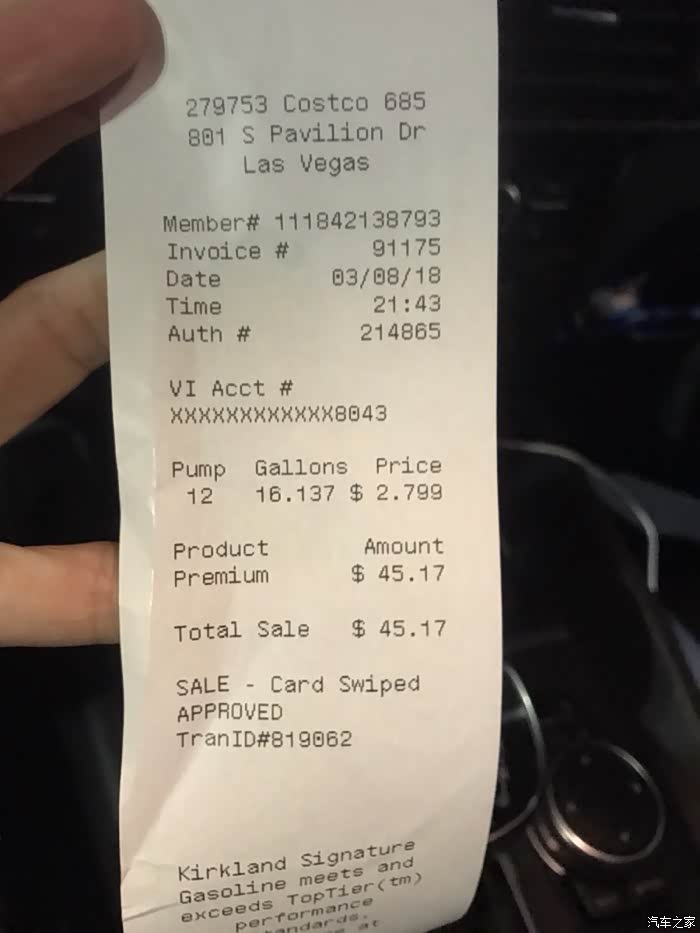 279753 Costco 685
801 S Pavilion Dr
Las Vegas
Member# 111842138793
Invoice # 91175
Date 03/08/18
Time 21:43
Auth # 214865
VI Acct #
XXXXXXXXXXXX8043
Pump Gallons Price
12 16.137 $ 2.799
Product Amount
Premium $ 45.17
Total Sale $ 45.17
SALE - Card Swiped
APPROVED
TranID#819062
Kirkland Signature
Gasoline meets and
exceeds TopTier(tm)
performance
at
汽车之家